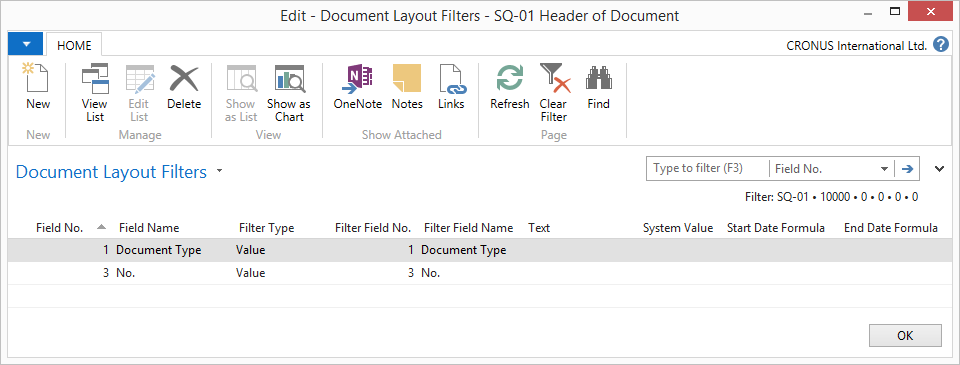 Edit - Document Layout Filters - SQ-01 Header of Document
HOME
CRONUS International Ltd.
New View List Edit List Delete Show as List Show as Chart OneNote Notes Links Refresh Clear Filter Find
New Manage View Show Attached Page
Document Layout Filters
Type to filter (F3) Field No.
Filter: SQ-01 • 10000 • 0 • 0 • 0 • 0
Field No. Field Name Filter Type Filter Field No. Filter Field Name Text System Value Start Date Formula End Date Formula
1 Document Type Value 1 Document Type
3 No. Value 3 No.
OK